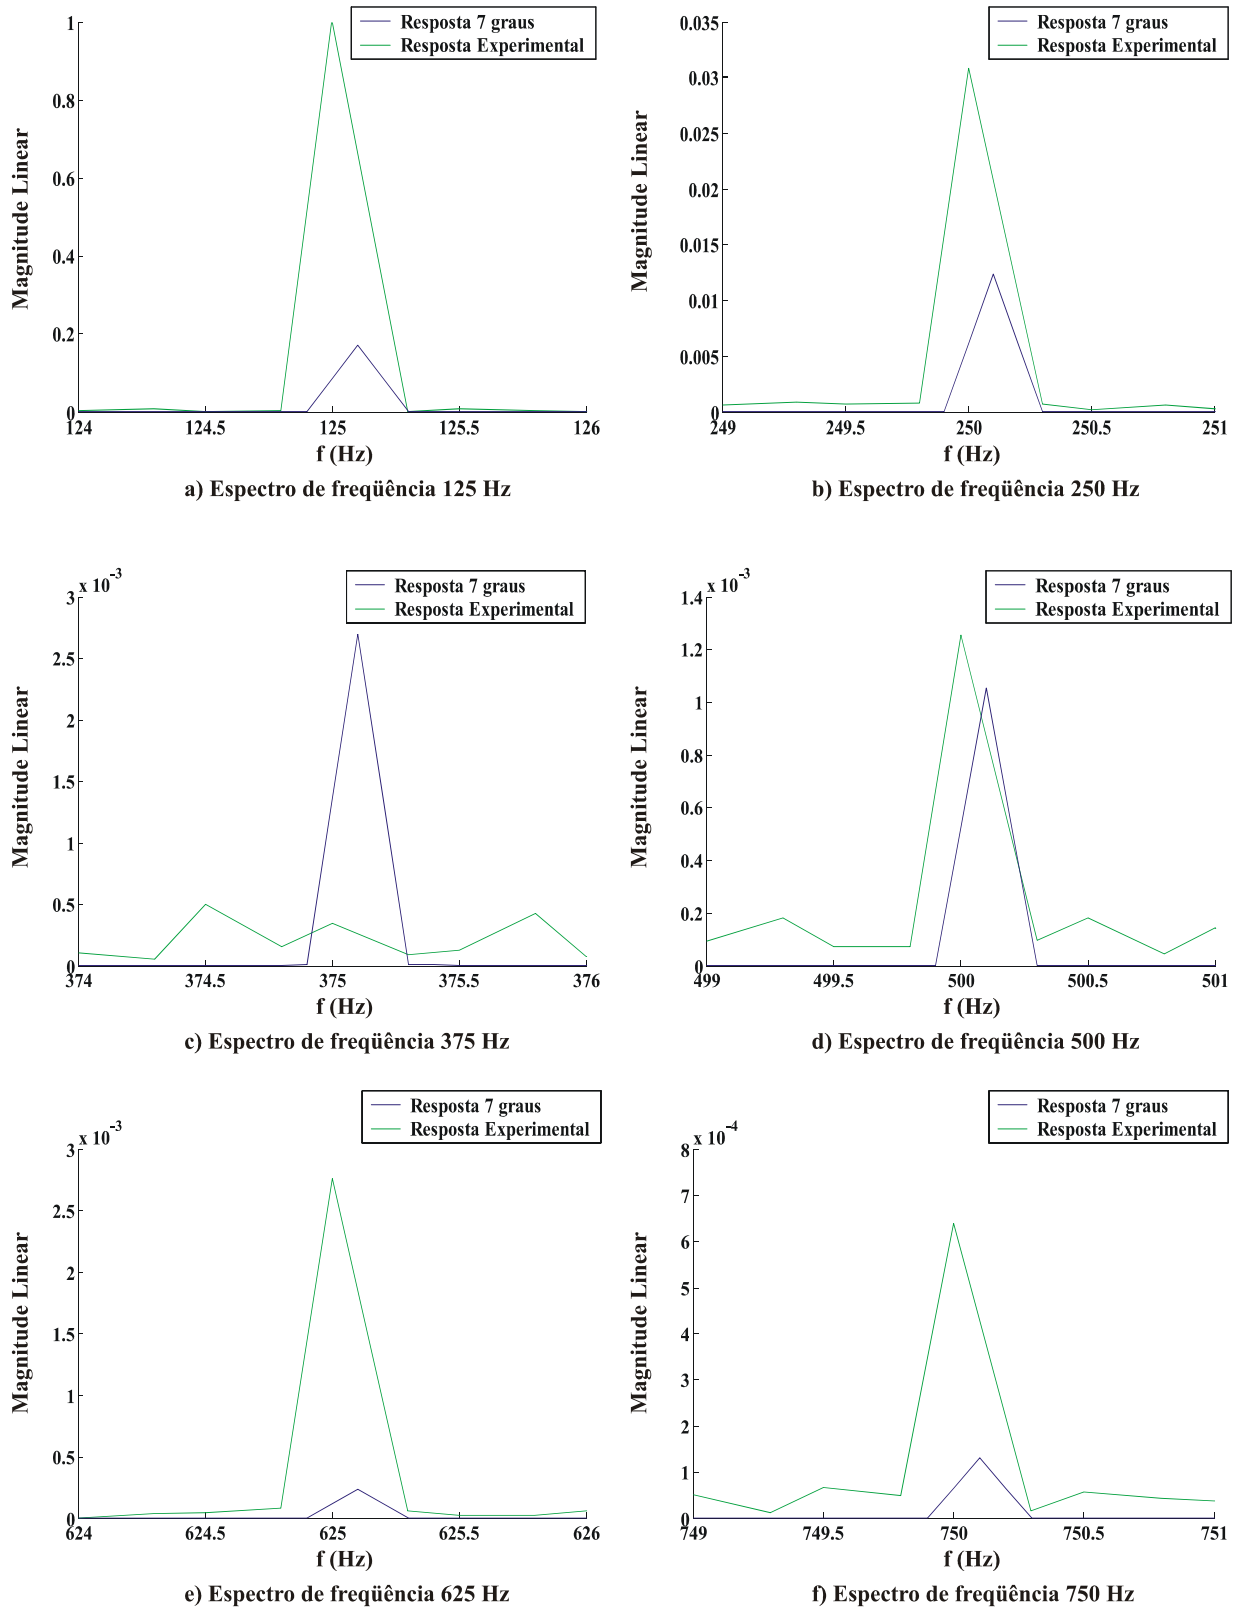 Resposta 7 graus
Resposta Experimental
Magnitude Linear
1
0.8
0.6
0.4
0.2
0
124 124.5 125 125.5 126
f (Hz)
a) Espectro de freqüência 125 Hz
Resposta 7 graus
Resposta Experimental
Magnitude Linear
0.035
0.03
0.025
0.02
0.015
0.01
0.005
0
249 249.5 250 250.5 251
f (Hz)
b) Espectro de freqüência 250 Hz
x 10-3
Resposta 7 graus
Resposta Experimental
Magnitude Linear
3
2.5
2
1.5
1
0.5
0
374 374.5 375 375.5 376
f (Hz)
c) Espectro de freqüência 375 Hz
x 10-3
Resposta 7 graus
Resposta Experimental
Magnitude Linear
1.4
1.2
1
0.8
0.6
0.4
0.2
0
499 499.5 500 500.5 501
f (Hz)
d) Espectro de freqüência 500 Hz
Resposta 7 graus
Resposta Experimental
x 10-3
Magnitude Linear
3
2.5
2
1.5
1
0.5
0
624 624.5 625 625.5 626
f (Hz)
e) Espectro de freqüência 625 Hz
Resposta 7 graus
Resposta Experimental
x 10-4
Magnitude Linear
8
7
6
5
4
3
2
1
0
749 749.5 750 750.5 751
f (Hz)
f) Espectro de freqüência 750 Hz